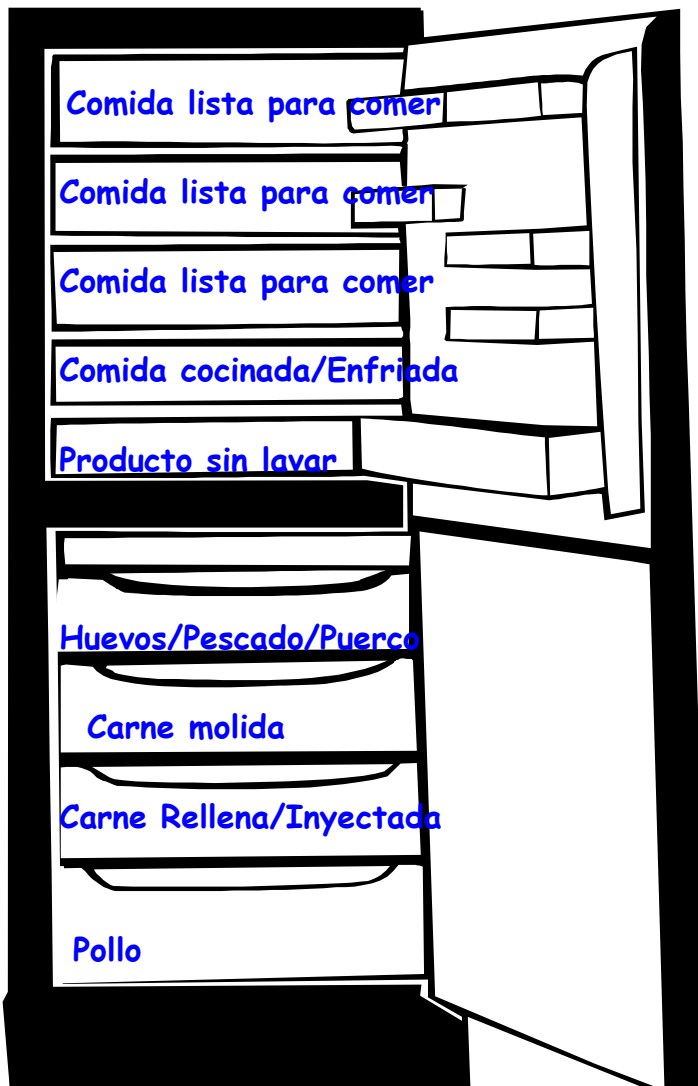 Comida lista para comer
Comida lista para comer
Comida lista para comer
Comida cocinada/Enfriada
Producto sin lavar
Huevos/Pescado/Puerco
Carne molida
Carne Rellena/Inyectada
Pollo